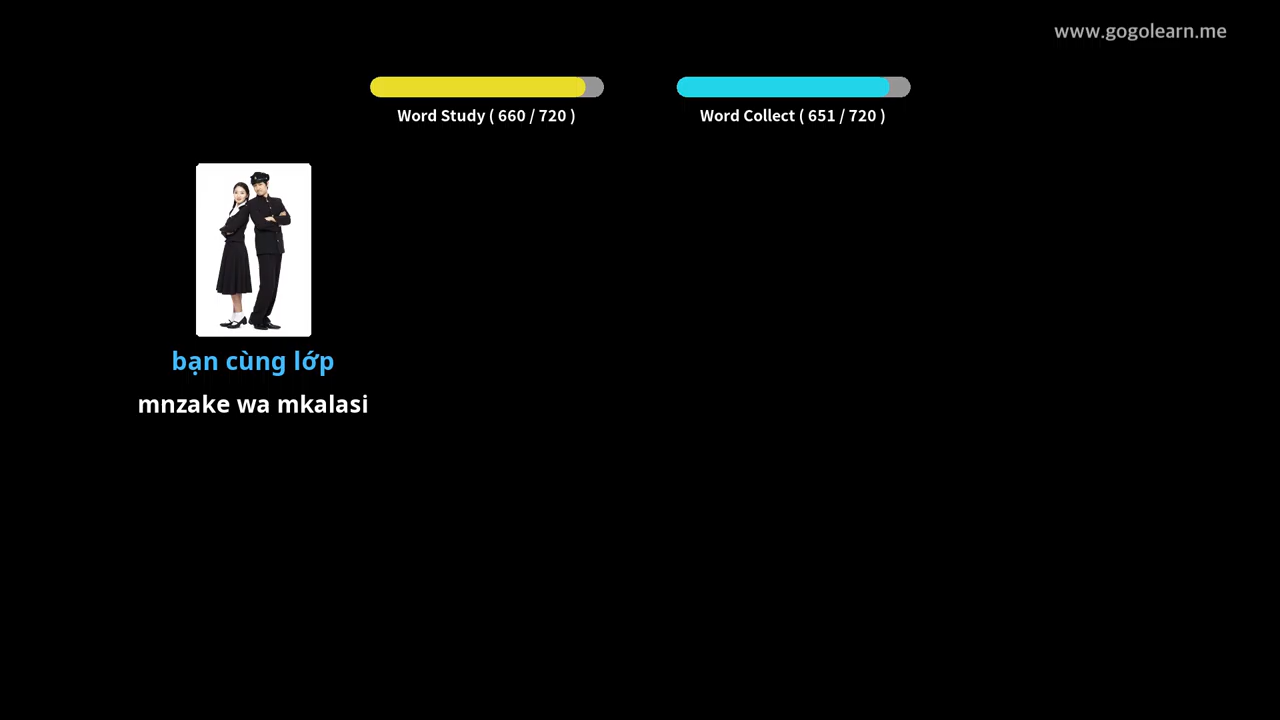 www.gogolearn.me
Word Study ( 660 / 720 )
Word Collect ( 651 / 720 )
bạn cùng lớp
mnzake wa mkalasi